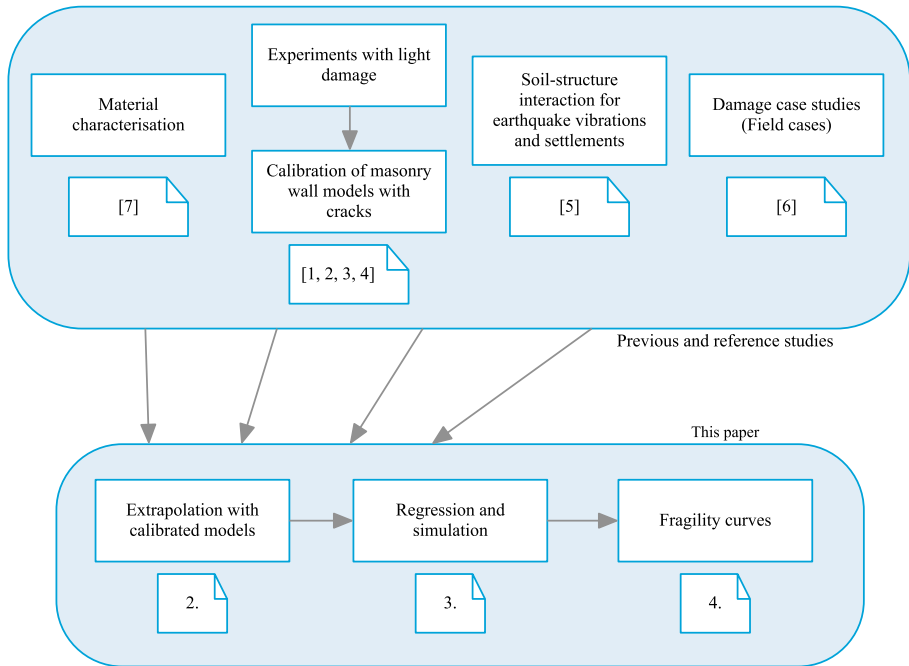 Material
characterisation
[7]
Experiments with light
damage
Calibration of masonry
wall models with
cracks
[1, 2, 3, 4]
Soil-structure
interaction for
earthquake vibrations
and settlements
[5]
Damage case studies
(Field cases)
[6]
Previous and reference studies
This paper
Extrapolation with
calibrated models
2.
Regression and
simulation
3.
Fragility curves
4.